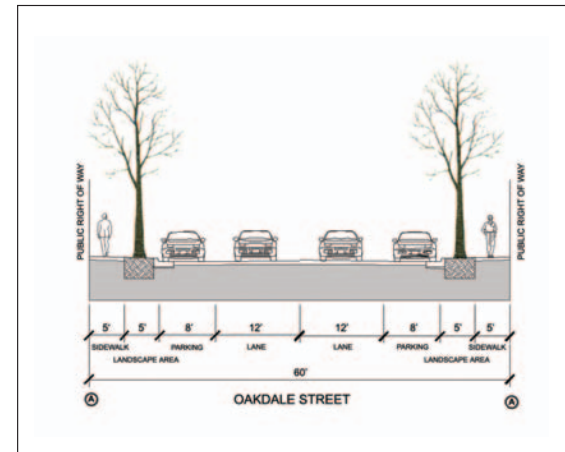 PUBLIC RIGHT OF WAY
PUBLIC RIGHT OF WAY
5' 5' 8' 12' 12' 8' 5' 5'
SIDEWALK PARKING LANE LANE PARKING SIDEWALK
LANDSCAPE AREA LANDSCAPE AREA
60'
A OAKDALE STREET A